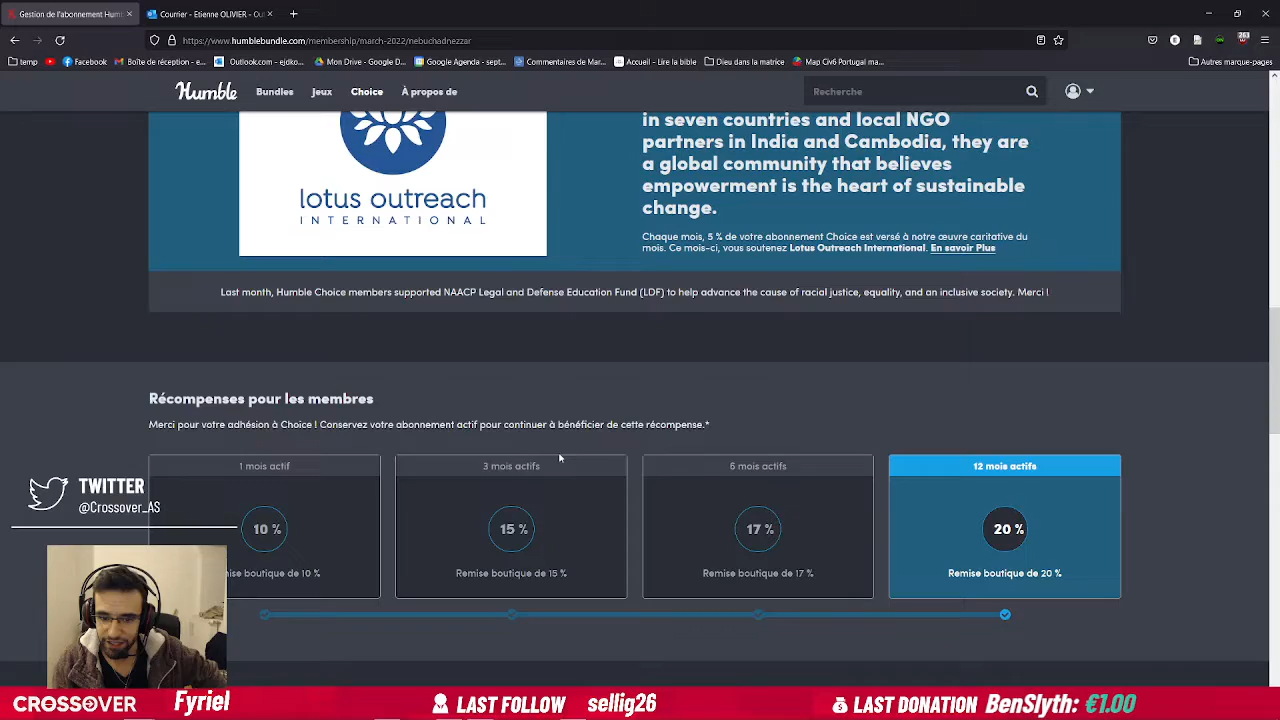 Gestion de l'abonnement Humb
Courrier - Etienne OLIVIER - Out
https://www.humblebundle.com/membership/march-2022/nebuchadnezzar
263
temp
Facebook
Boîte de réception - e...
Outlook.com - ejdko...
Mon Drive - Google D...
Google Agenda - sept...
Commentaires de Mar...
Accueil - Lire la bible
Dieu dans la matrice
Map Civ6 Portugal ma...
Autres marque-pages
Humble
Bundles
Jeux
Choice
À propos de
Recherche
lotus outreach
INTERNATIONAL
in seven countries and local NGO
partners in India and Cambodia, they are
a global community that believes
empowerment is the heart of sustainable
change.
Chaque mois, 5 % de votre abonnement Choice est versé à notre œuvre caritative du
mois. Ce mois-ci, vous soutenez Lotus Outreach International. En savoir Plus
Last month, Humble Choice members supported NAACP Legal and Defense Education Fund (LDF) to help advance the cause of racial justice, equality, and an inclusive society. Merci !
Récompenses pour les membres
Merci pour votre adhésion à Choice ! Conservez votre abonnement actif pour continuer à bénéficier de cette récompense.*
1 mois actif
10 %
ise boutique de 10 %
3 mois actifs
15 %
Remise boutique de 15 %
6 mois actifs
17 %
Remise boutique de 17 %
12 mois actifs
20 %
Remise boutique de 20 %
TWITTER
@Crossover_AS
CROSSOVER
Fyriel
LAST FOLLOW
sellig26
LAST DONATION
BenSlyth: €1.00